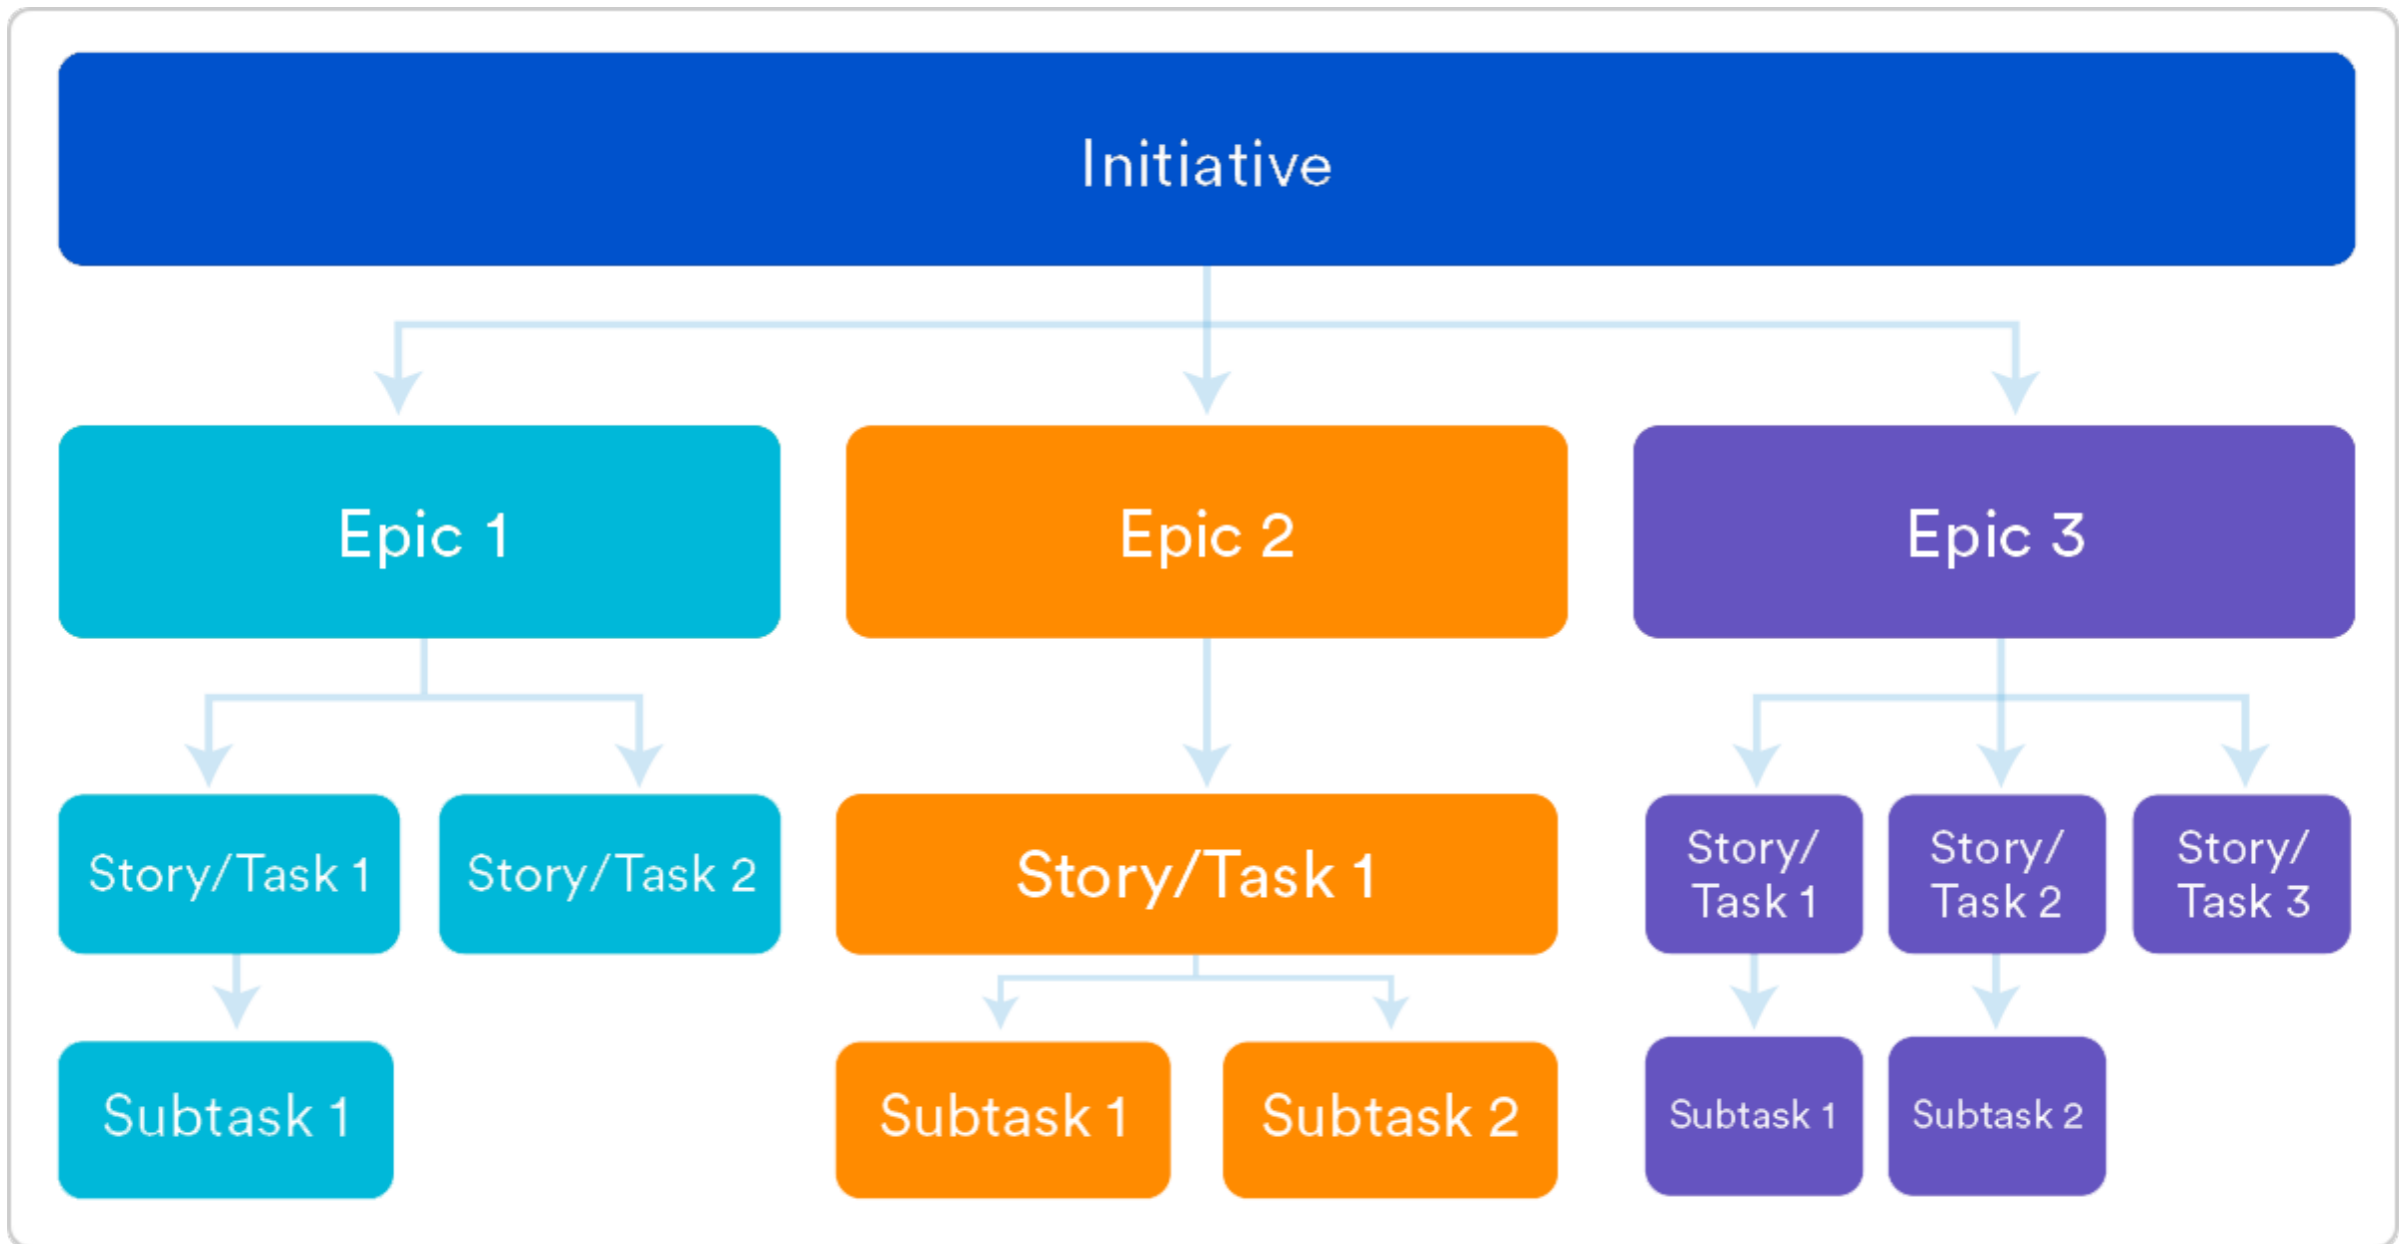 Initiative
Epic 1
Epic 2
Epic 3
Story/Task 1
Story/Task 2
Story/Task 1
Story/
Task 1
Story/
Task 2
Story/
Task 3
Subtask 1
Subtask 1
Subtask 2
Subtask 1
Subtask 2